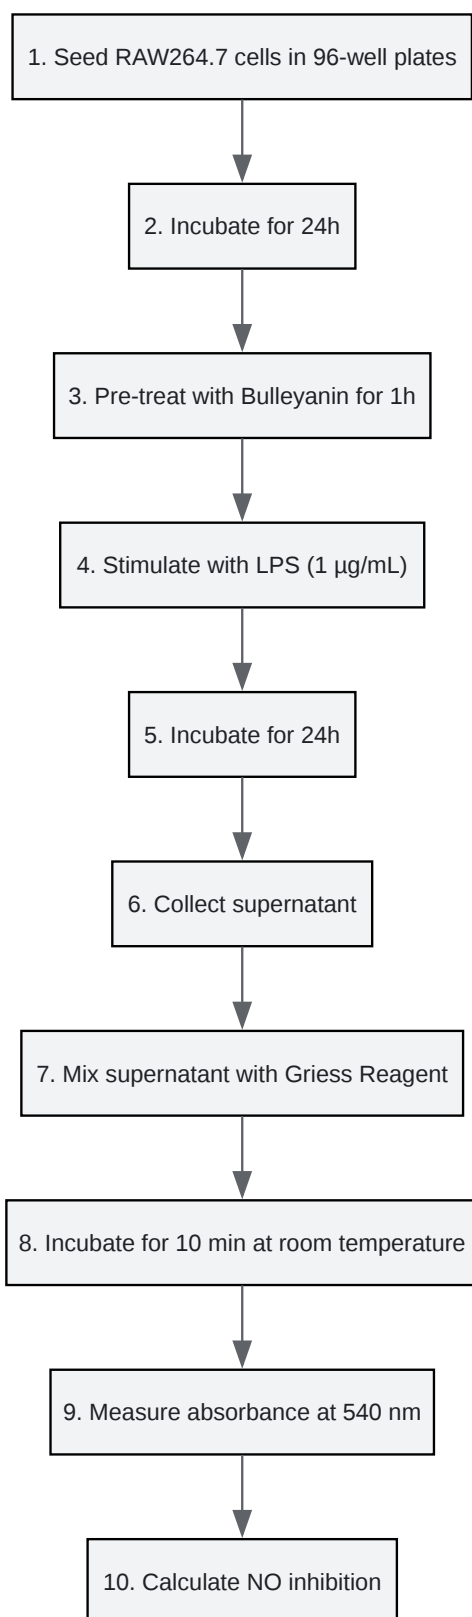 1. Seed RAW264.7 cells in 96-well plates
2. Incubate for 24h
3. Pre-treat with Bulleyanin for 1h
4. Stimulate with LPS (1 µg/mL)
5. Incubate for 24h
6. Collect supernatant
7. Mix supernatant with Griess Reagent
8. Incubate for 10 min at room temperature
9. Measure absorbance at 540 nm
10. Calculate NO inhibition